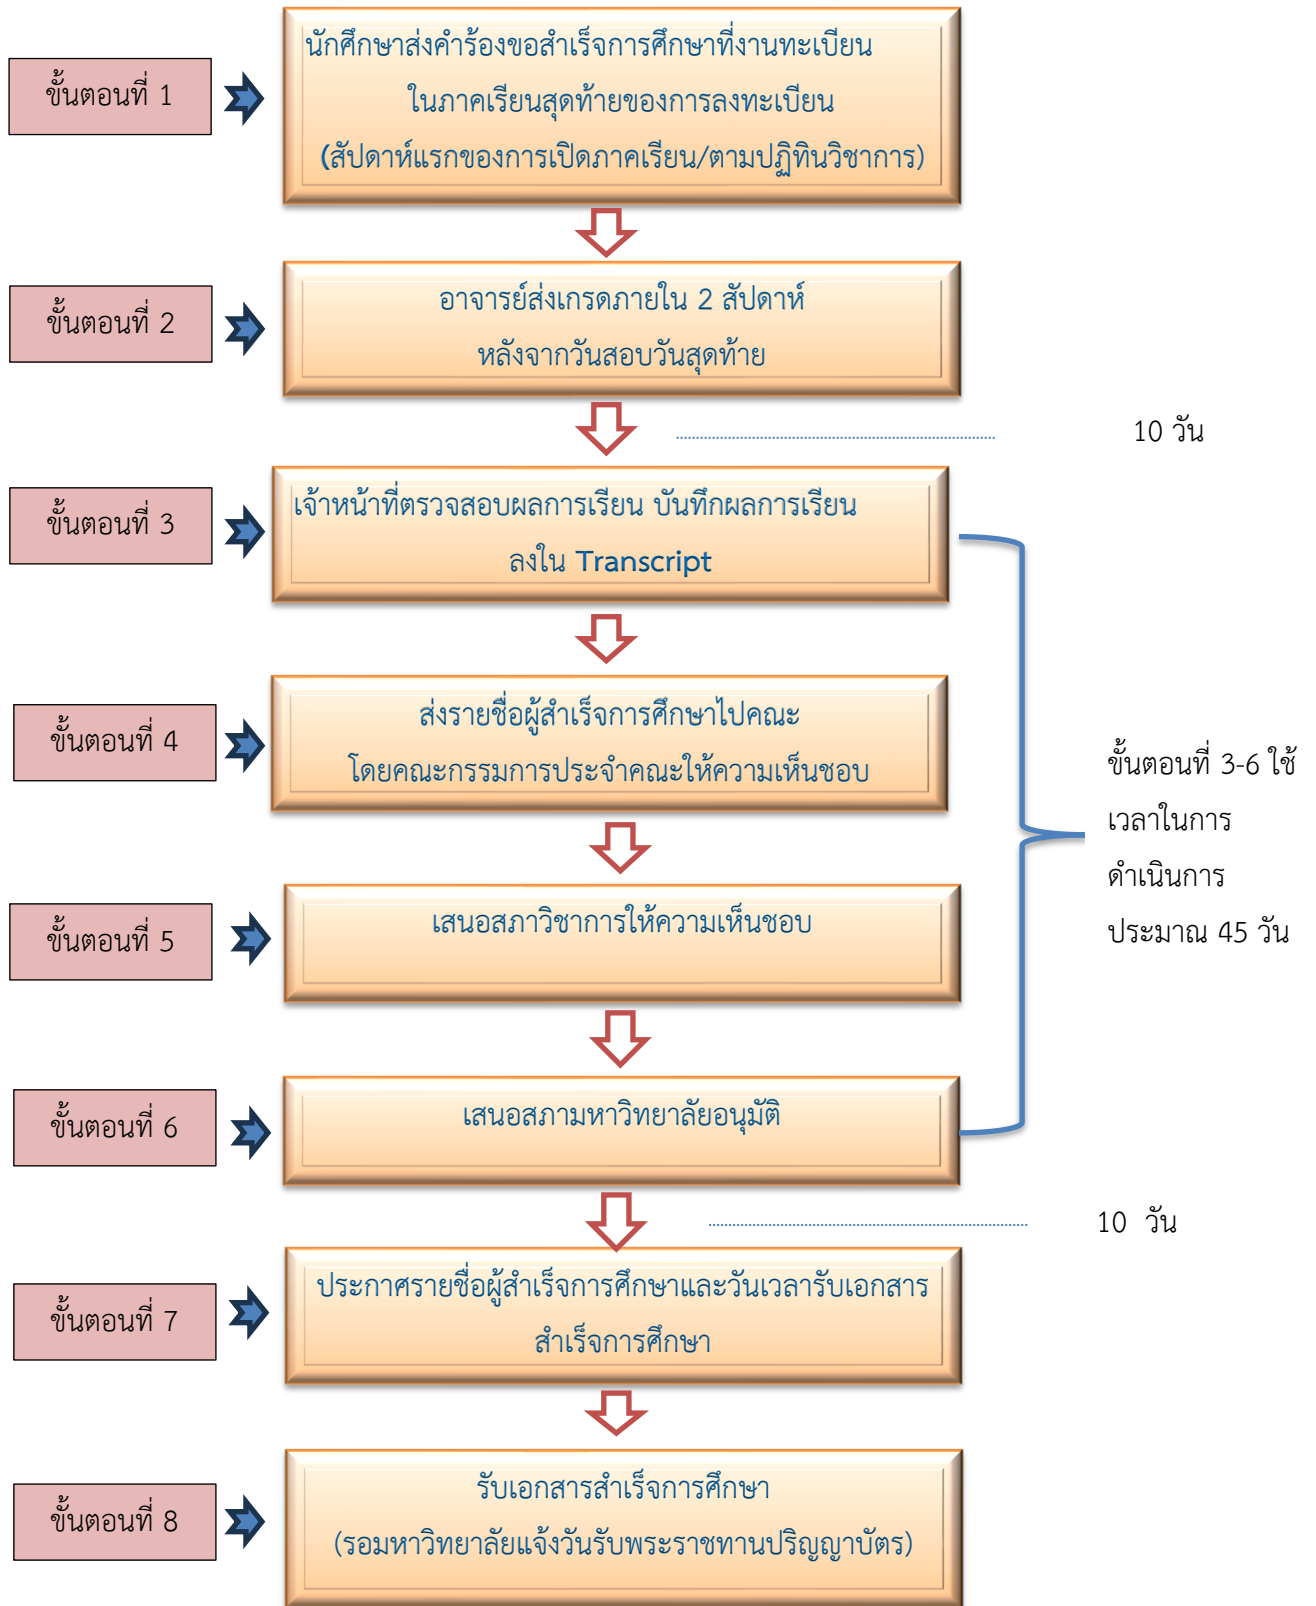 ขั้นตอนที่ 1
นักศึกษาส่งคำร้องขอสำเร็จการศึกษาที่งานทะเบียน
ในภาคเรียนสุดท้ายของการลงทะเบียน
(สัปดาห์แรกของการเปิดภาคเรียน/ตามปฏิทินวิชาการ)
ขั้นตอนที่ 2
อาจารย์ส่งเกรดภายใน 2 สัปดาห์
หลังจากวันสอบวันสุดท้าย
10 วัน
ขั้นตอนที่ 3
เจ้าหน้าที่ตรวจสอบผลการเรียน บันทึกผลการเรียน
ลงใน Transcript
ขั้นตอนที่ 4
ส่งรายชื่อผู้สำเร็จการศึกษาไปคณะ
โดยคณะกรรมการประจำคณะให้ความเห็นชอบ
ขั้นตอนที่ 3-6 ใช้
เวลาในการ
ดำเนินการ
ประมาณ 45 วัน
ขั้นตอนที่ 5
เสนอสภาวิชาการให้ความเห็นชอบ
ขั้นตอนที่ 6
เสนอสภามหาวิทยาลัยอนุมัติ
10 วัน
ขั้นตอนที่ 7
ประกาศรายชื่อผู้สำเร็จการศึกษาและวันเวลารับเอกสาร
สำเร็จการศึกษา
ขั้นตอนที่ 8
รับเอกสารสำเร็จการศึกษา
(รอมหาวิทยาลัยแจ้งวันรับพระราชทานปริญญาบัตร)